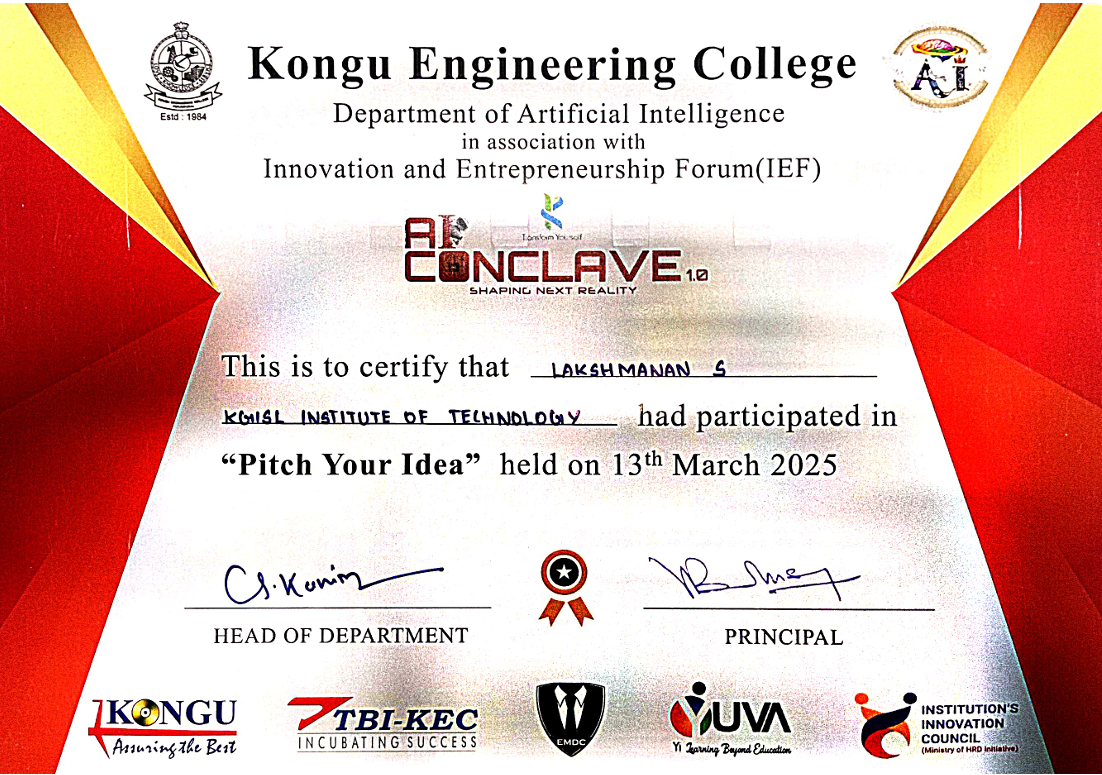 Kongu Engineering College
Estd : 1984
AI
Department of Artificial Intelligence
in association with
Innovation and Entrepreneurship Forum(IEF)
Transform Yourself
AI
CONCLAVE 1.0
SHAPING NEXT REALITY
This is to certify that LAKSHMANAN S
KGISL INSTITUTE OF TECHNOLOGY had participated in
“Pitch Your Idea” held on 13th March 2025
HEAD OF DEPARTMENT
PRINCIPAL
KONGU
Assuring the Best
TBI-KEC
INCUBATING SUCCESS
EMDC
YUVA
Yi Learning Beyond Education
INSTITUTION'S
INNOVATION
COUNCIL
(Ministry of HRD Initiative)